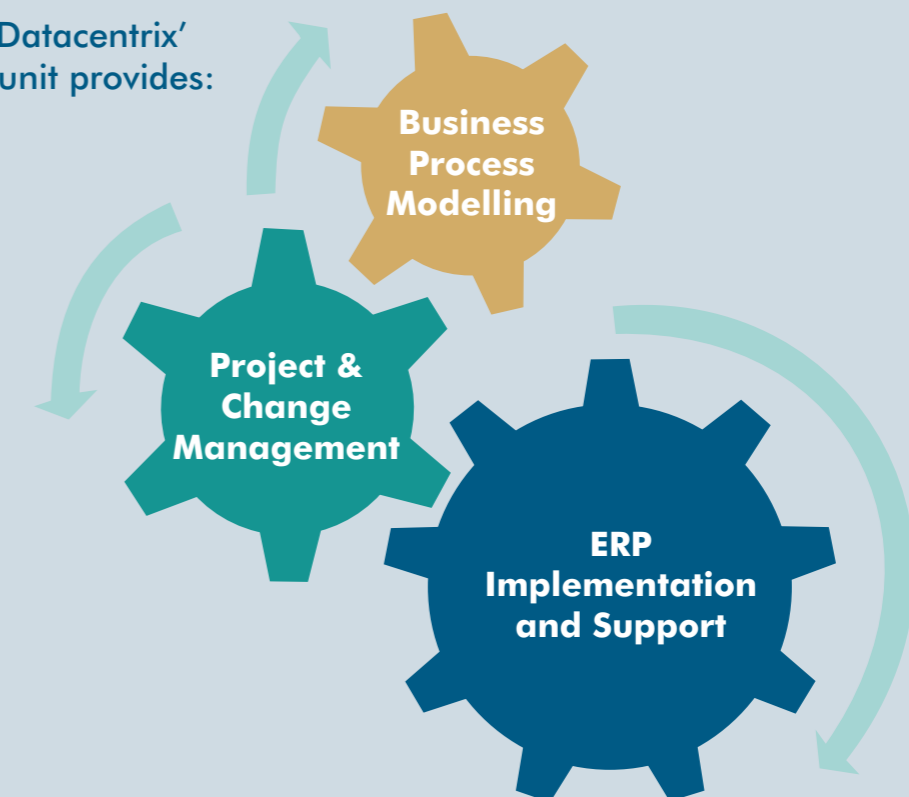 Datacentrix’
unit provides:
Business
Process
Modelling
Project &
Change
Management
ERP
Implementation
and Support